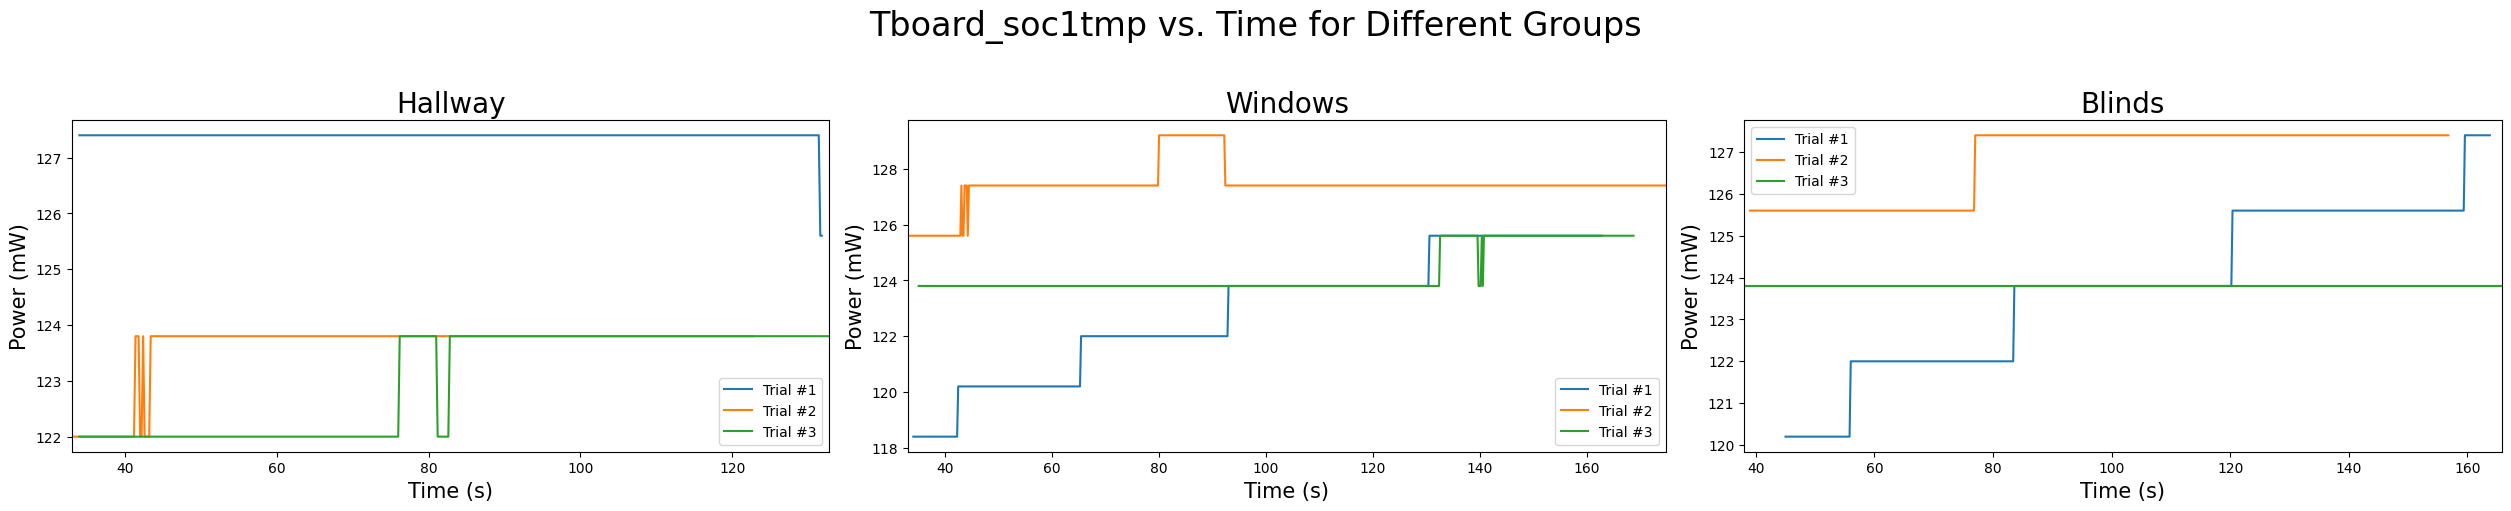 Tboard_soc1tmp vs. Time for Different Groups
Hallway
Power (mW)
127
126
125
124
123
122
40
60
80
100
120
Time (s)
Trial #1
Trial #2
Trial #3
Windows
Power (mW)
128
126
124
122
120
118
40
60
80
100
120
140
160
Time (s)
Trial #1
Trial #2
Trial #3
Blinds
Power (mW)
127
126
125
124
123
122
121
120
40
60
80
100
120
140
160
Time (s)
Trial #1
Trial #2
Trial #3